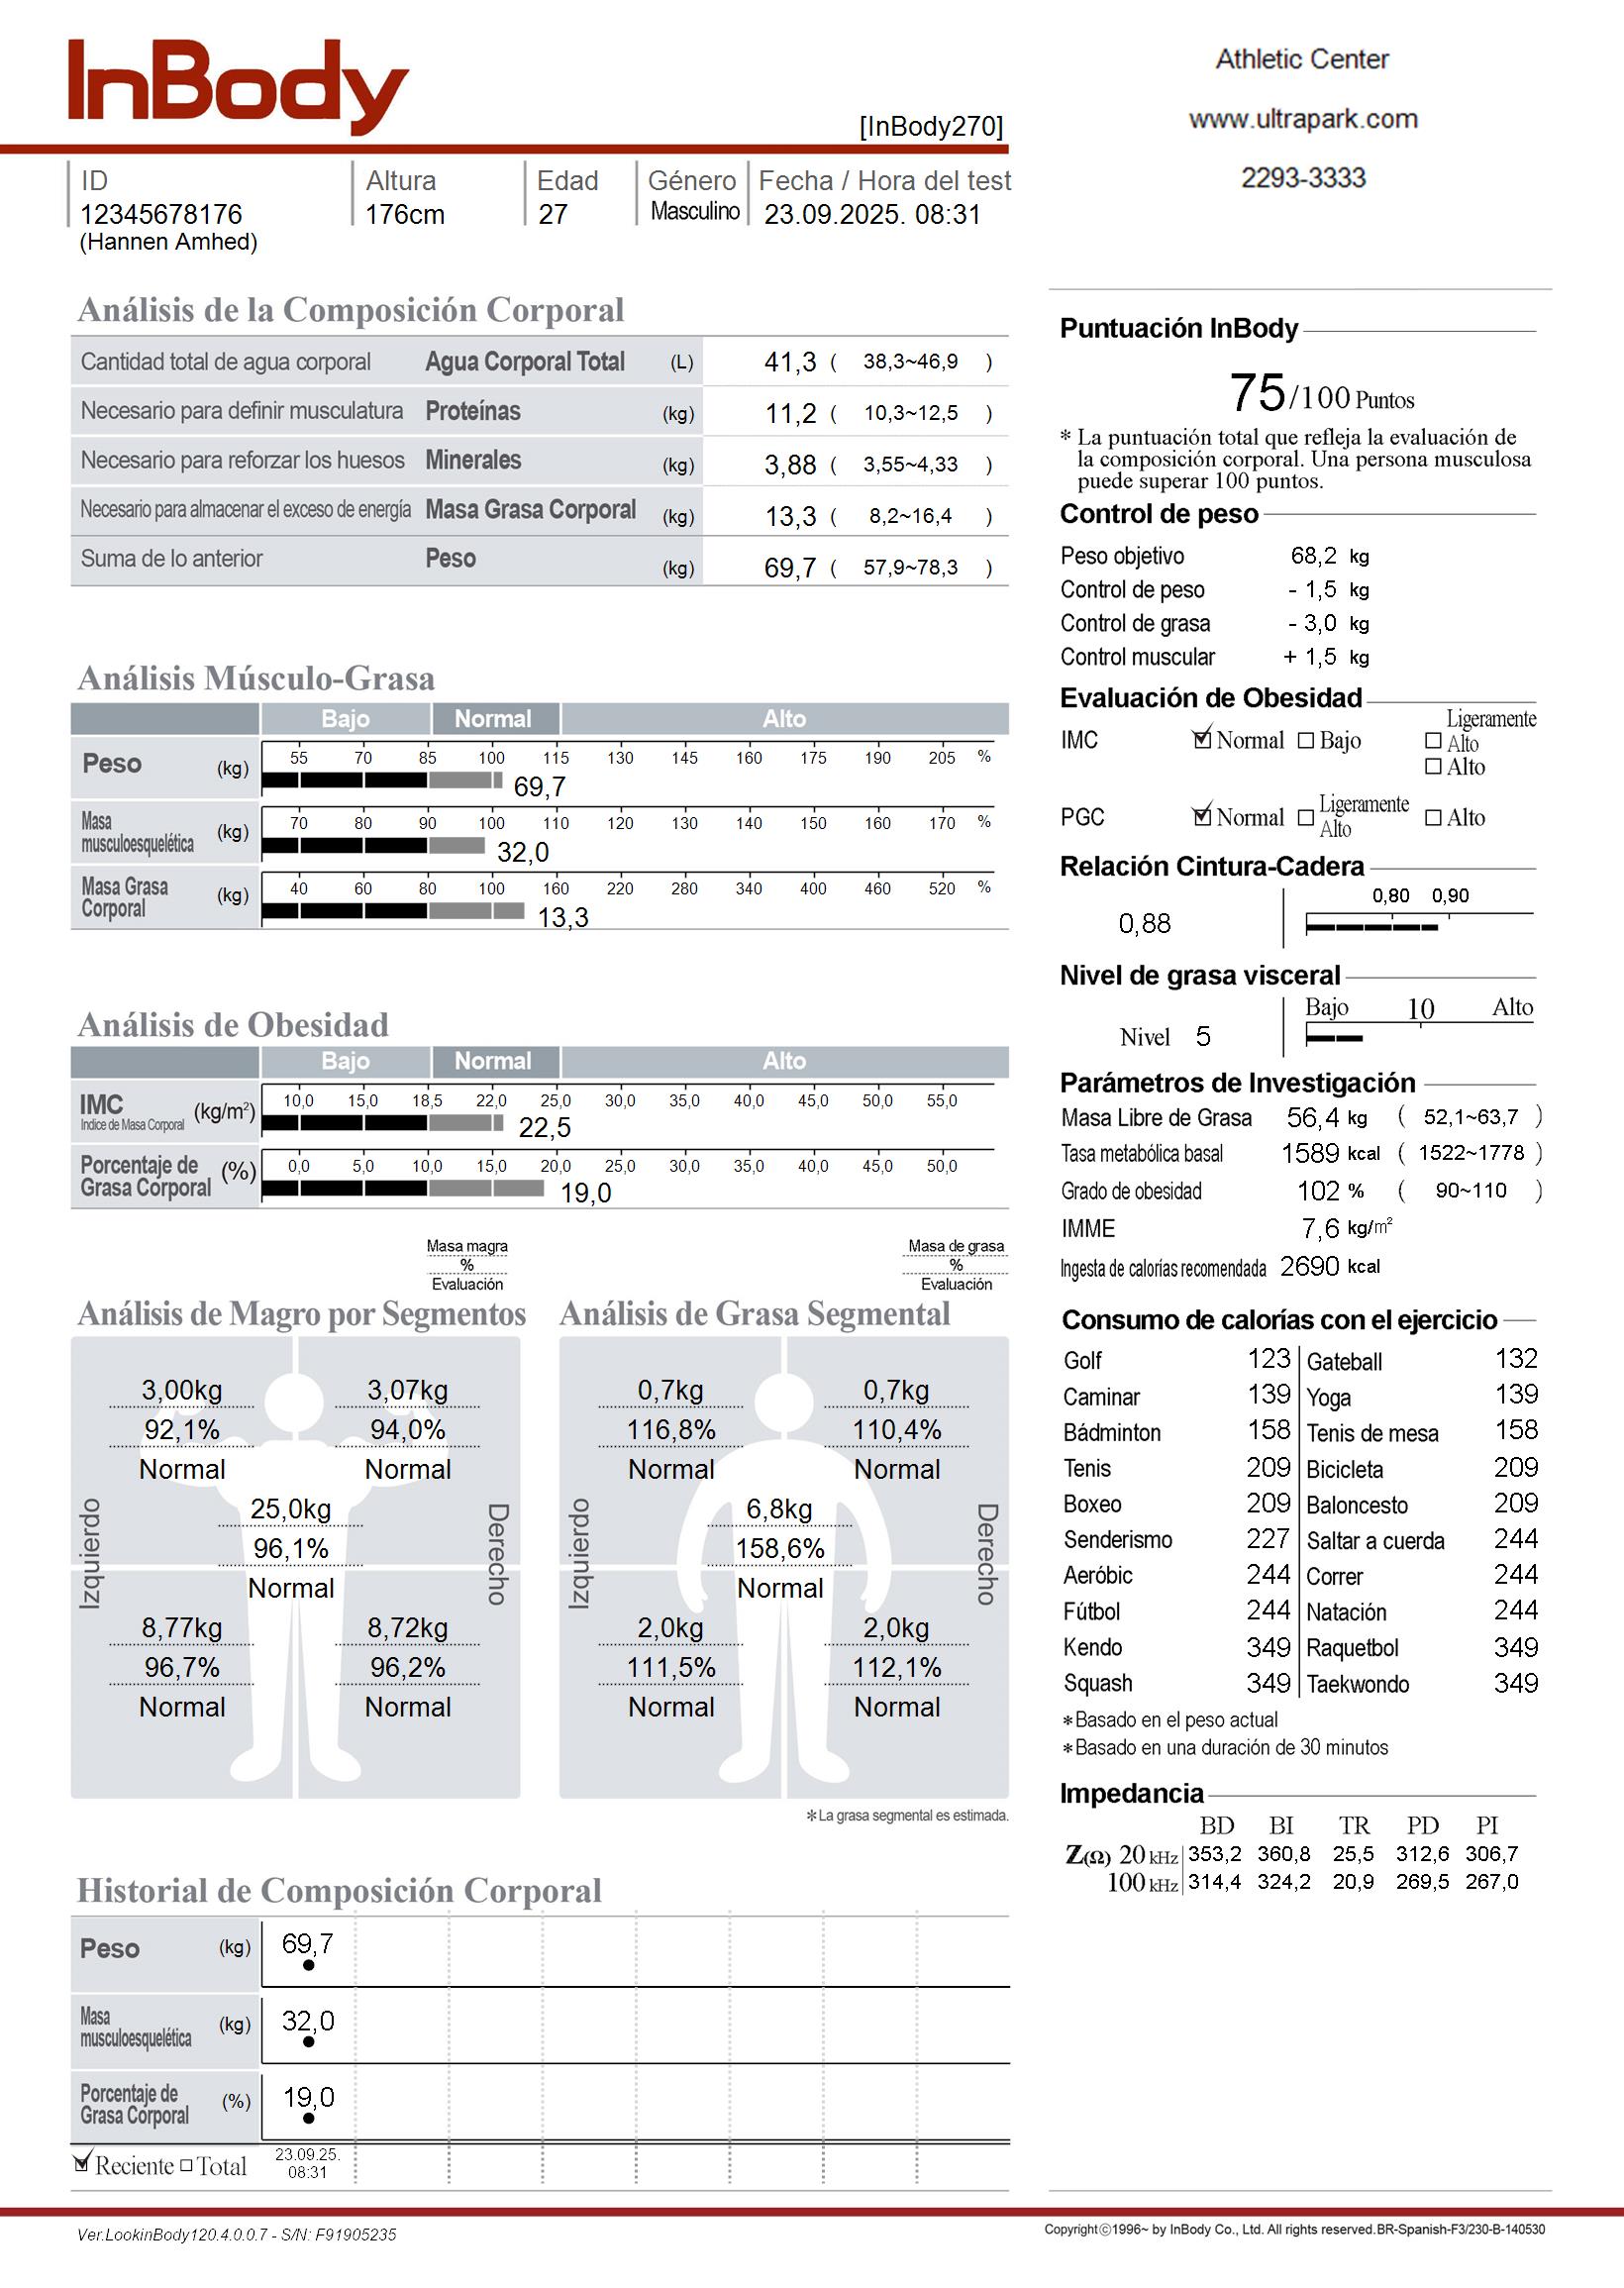 InBody
[InBody270]
Athletic Center
www.ultrapark.com
2293-3333
ID Altura Edad Género Fecha / Hora del test
12345678176 176cm 27 Masculino 23.09.2025. 08:31
(Hannen Amhed)
Análisis de la Composición Corporal
Cantidad total de agua corporal Agua Corporal Total (L) 41,3 ( 38,3~46,9 )
Necesario para definir musculatura Proteínas (kg) 11,2 ( 10,3~12,5 )
Necesario para reforzar los huesos Minerales (kg) 3,88 ( 3,55~4,33 )
Necesario para almacenar el exceso de energía Masa Grasa Corporal (kg) 13,3 ( 8,2~16,4 )
Suma de lo anterior Peso (kg) 69,7 ( 57,9~78,3 )
Análisis Músculo-Grasa
Bajo Normal Alto
Peso (kg) 55 70 85 100 115 130 145 160 175 190 205 %
69,7
Masa musculoesquelética (kg) 70 80 90 100 110 120 130 140 150 160 170 %
32,0
Masa Grasa Corporal (kg) 40 60 80 100 160 220 280 340 400 460 520 %
13,3
Análisis de Obesidad
Bajo Normal Alto
IMC (kg/m²) 10,0 15,0 18,5 22,0 25,0 30,0 35,0 40,0 45,0 50,0 55,0
Indice de Masa Corporal 22,5
Porcentaje de Grasa Corporal (%) 0,0 5,0 10,0 15,0 20,0 25,0 30,0 35,0 40,0 45,0 50,0
19,0
Masa magra
%
Evaluación
Análisis de Magro por Segmentos
3,00kg 3,07kg
92,1% 94,0%
Normal Normal
25,0kg
96,1%
Normal
Izquierdo Derecho
8,77kg 8,72kg
96,7% 96,2%
Normal Normal
Masa de grasa
%
Evaluación
Análisis de Grasa Segmental
0,7kg 0,7kg
116,8% 110,4%
Normal Normal
6,8kg
158,6%
Normal
Izquierdo Derecho
2,0kg 2,0kg
111,5% 112,1%
Normal Normal
*La grasa segmental es estimada.
Historial de Composición Corporal
Peso (kg) 69,7
Masa musculoesquelética (kg) 32,0
Porcentaje de Grasa Corporal (%) 19,0
Reciente Total 23.09.25.
08:31
Puntuación InBody
75/100 Puntos
* La puntuación total que refleja la evaluación de
la composición corporal. Una persona musculosa
puede superar 100 puntos.
Control de peso
Peso objetivo 68,2 kg
Control de peso - 1,5 kg
Control de grasa - 3,0 kg
Control muscular + 1,5 kg
Evaluación de Obesidad
IMC Normal Bajo Ligeramente Alto
Alto
PGC Normal Ligeramente Alto Alto
Relación Cintura-Cadera
0,80 0,90
0,88
Nivel de grasa visceral
Bajo 10 Alto
Nivel 5
Parámetros de Investigación
Masa Libre de Grasa 56,4 kg ( 52,1~63,7 )
Tasa metabólica basal 1589 kcal ( 1522~1778 )
Grado de obesidad 102 % ( 90~110 )
IMME 7,6 kg/m²
Ingesta de calorías recomendada 2690 kcal
Consumo de calorías con el ejercicio
Golf 123 Gateball 132
Caminar 139 Yoga 139
Bádminton 158 Tenis de mesa 158
Tenis 209 Bicicleta 209
Boxeo 209 Baloncesto 209
Senderismo 227 Saltar a cuerda 244
Aeróbic 244 Correr 244
Fútbol 244 Natación 244
Kendo 349 Raquetbol 349
Squash 349 Taekwondo 349
*Basado en el peso actual
*Basado en una duración de 30 minutos
Impedancia
BD BI TR PD PI
Z(Ω) 20 kHz 353,2 360,8 25,5 312,6 306,7
100 kHz 314,4 324,2 20,9 269,5 267,0
Ver.LookinBody120.4.0.0.7 - S/N: F91905235
Copyright©1996~ by InBody Co., Ltd. All rights reserved.BR-Spanish-F3/230-B-140530